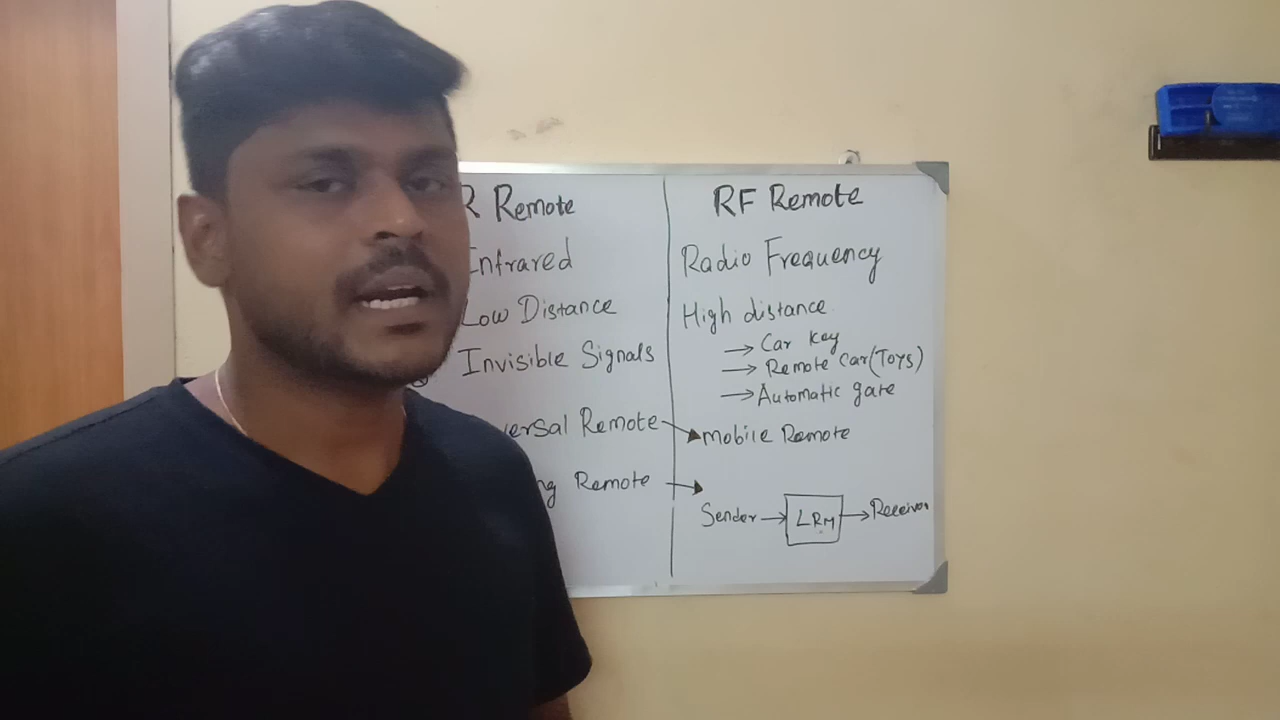 R Remote
Infrared
Low Distance
Invisible Signals
ersal Remote
ng Remote
RF Remote
Radio Frequency
High distance
→ Car key
→ Remote car (Toys)
→ Automatic gate
mobile Remote
Sender → LRM → Receiver